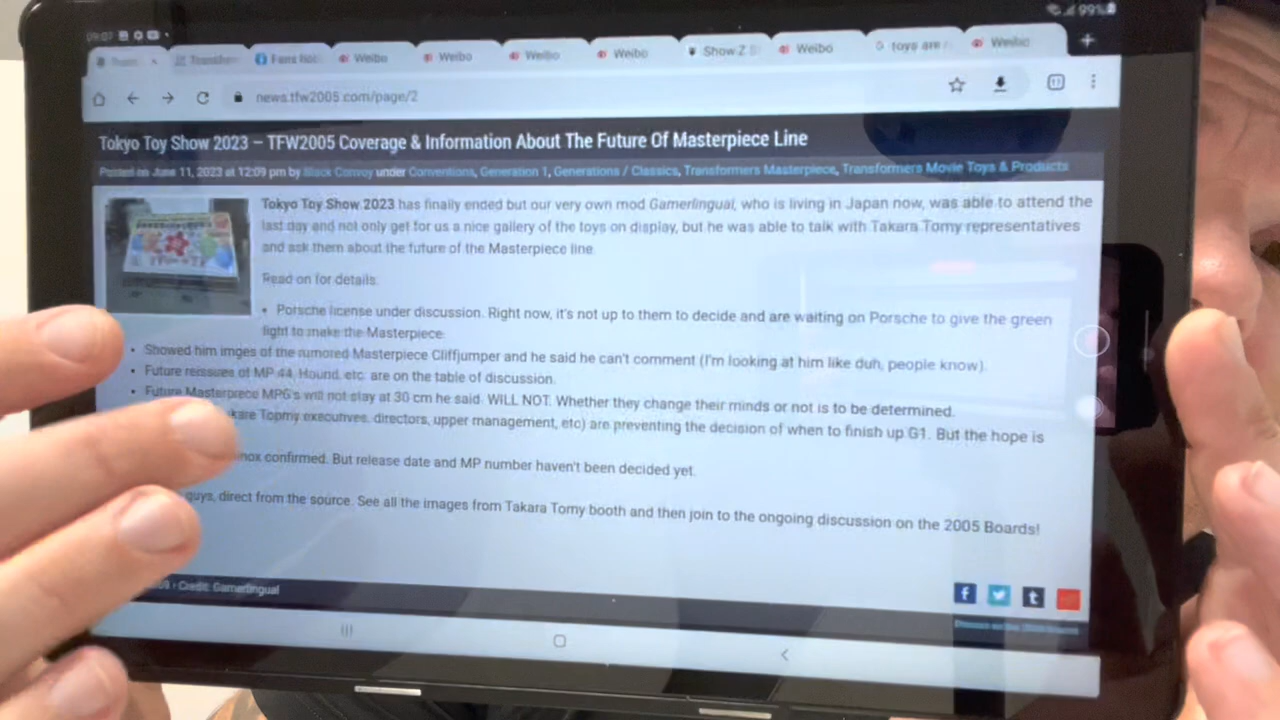 09:07
99%
Fans hot
Weibo
Weibo
Weibo
Weibo
Show Z
Weibo
toys are
Weibo
news.tfw2005.com/page/2
Tokyo Toy Show 2023 – TFW2005 Coverage & Information About The Future Of Masterpiece Line
Posted on June 11, 2023 at 12:09 pm by Black Convoy under Conventions, Generation 1, Generations / Classics, Transformers Masterpiece, Transformers Movie Toys & Products
Tokyo Toy Show 2023 has finally ended but our very own mod Gamerlingual, who is living in Japan now, was able to attend the
last day and not only get for us a nice gallery of the toys on display, but he was able to talk with Takara Tomy representatives
and ask them about the future of the Masterpiece line.
Read on for details.
• Porsche license under discussion. Right now, it's not up to them to decide and are waiting on Porsche to give the green
light to make the Masterpiece.
• Showed him imges of the rumored Masterpiece Cliffjumper and he said he can't comment (I'm looking at him like duh, people know).
• Future reissues of MP 44, Hound, etc. are on the table of discussion.
• Future Masterpiece MPG's will not stay at 30 cm he said. WILL NOT. Whether they change their minds or not is to be determined.
Tomy executives, directors, upper management, etc) are preventing the decision of when to finish up G1. But the hope is
confirmed. But release date and MP number haven't been decided yet.
guys, direct from the source. See all the images from Takara Tomy booth and then join to the ongoing discussion on the 2005 Boards!
Credit: Gamerlingual
f
t